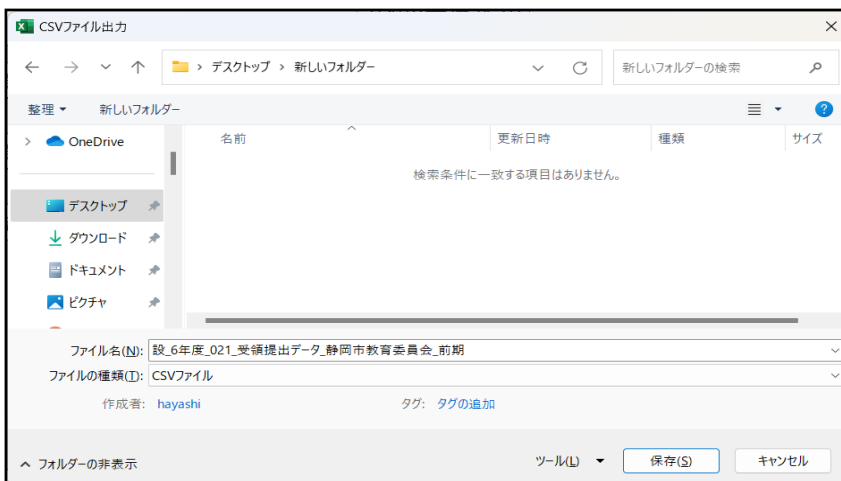 CSVファイル出力
デスクトップ > 新しいフォルダー
新しいフォルダーの検索
整理 新しいフォルダー
OneDrive
名前 更新日時 種類 サイズ
検索条件に一致する項目はありません。
デスクトップ
ダウンロード
ドキュメント
ピクチャ
ファイル名(N): 設_6年度_021_受領提出データ_静岡市教育委員会_前期
ファイルの種類(T): CSVファイル
作成者: hayashi タグ: タグの追加
フォルダーの非表示 ツール(L) 保存(S) キャンセル